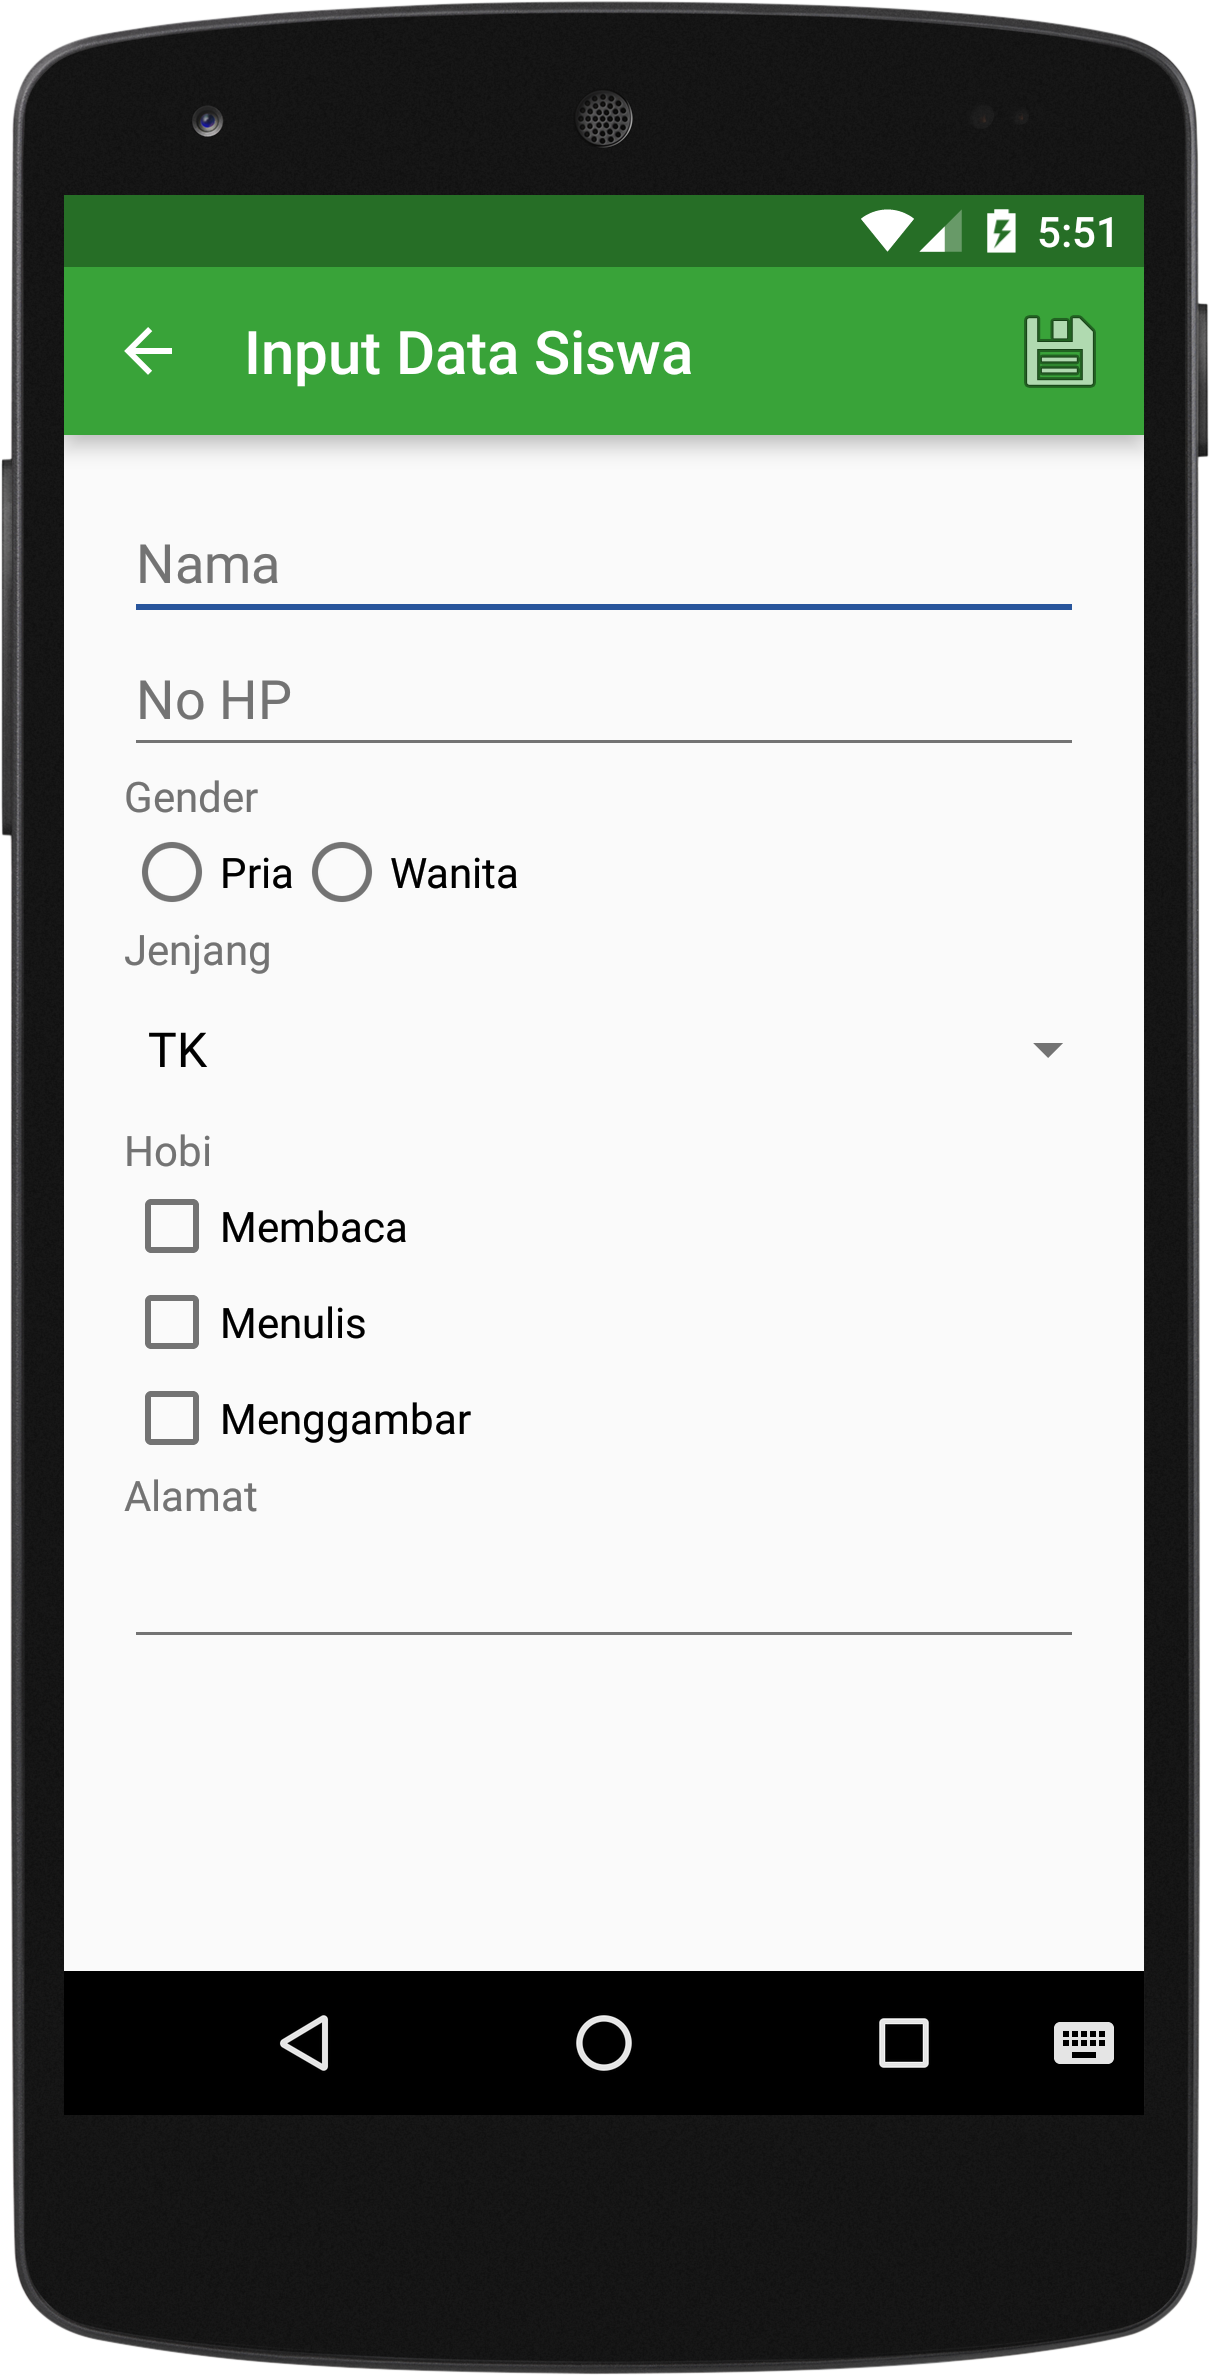 5:51
Input Data Siswa
Nama
No HP
Gender
Pria Wanita
Jenjang
TK
Hobi
Membaca
Menulis
Menggambar
Alamat